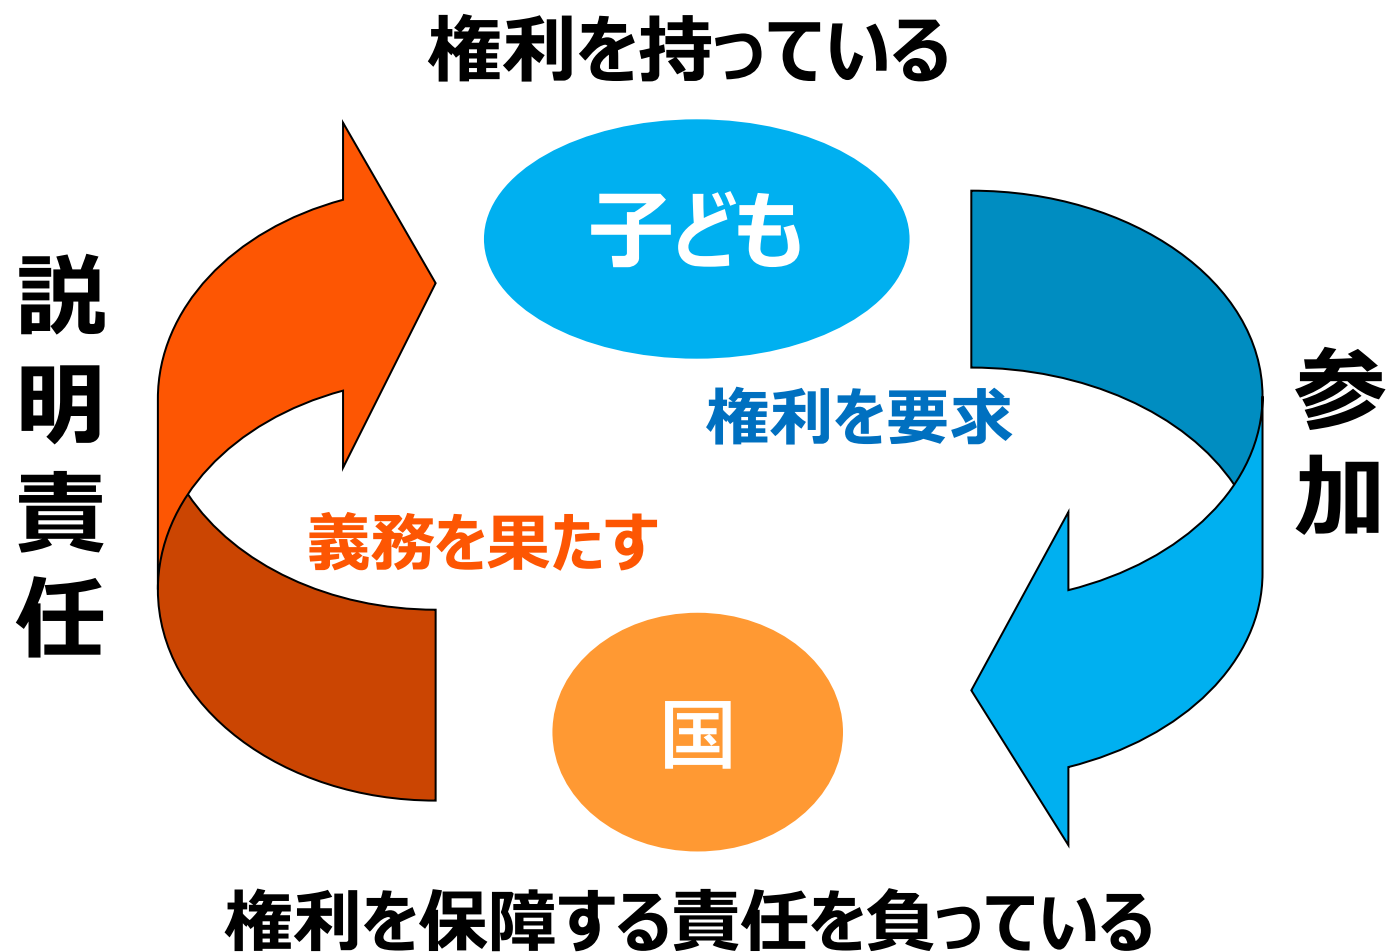 権利を持っている
子ども
説明責任
参加
権利を要求
義務を果たす
国
権利を保障する責任を負っている